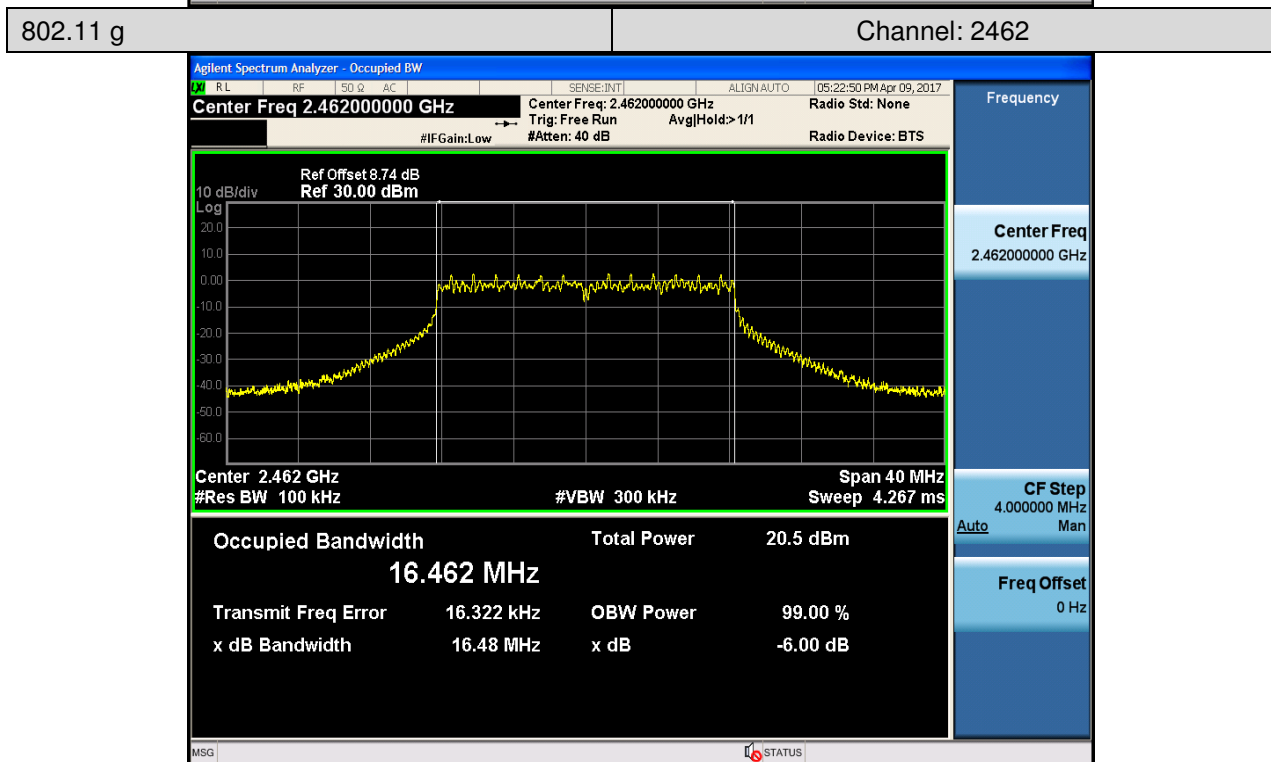 802.11 g Channel: 2462
Agilent Spectrum Analyzer - Occupied BW
LXI RL RF 50 Ω AC SENSE:INT ALIGN AUTO 05:22:50 PM Apr 09, 2017
Center Freq 2.462000000 GHz Center Freq: 2.462000000 GHz Radio Std: None
Trig: Free Run Avg|Hold:>1/1
#IFGain:Low #Atten: 40 dB Radio Device: BTS
Frequency
Ref Offset 8.74 dB
10 dB/div Ref 30.00 dBm
Log
20.0
10.0
0.00
-10.0
-20.0
-30.0
-40.0
-50.0
-60.0
Center 2.462 GHz Span 40 MHz
#Res BW 100 kHz #VBW 300 kHz Sweep 4.267 ms
Center Freq
2.462000000 GHz
CF Step
4.000000 MHz
Auto Man
Freq Offset
0 Hz
Occupied Bandwidth Total Power 20.5 dBm
16.462 MHz
Transmit Freq Error 16.322 kHz OBW Power 99.00 %
x dB Bandwidth 16.48 MHz x dB -6.00 dB
MSG STATUS